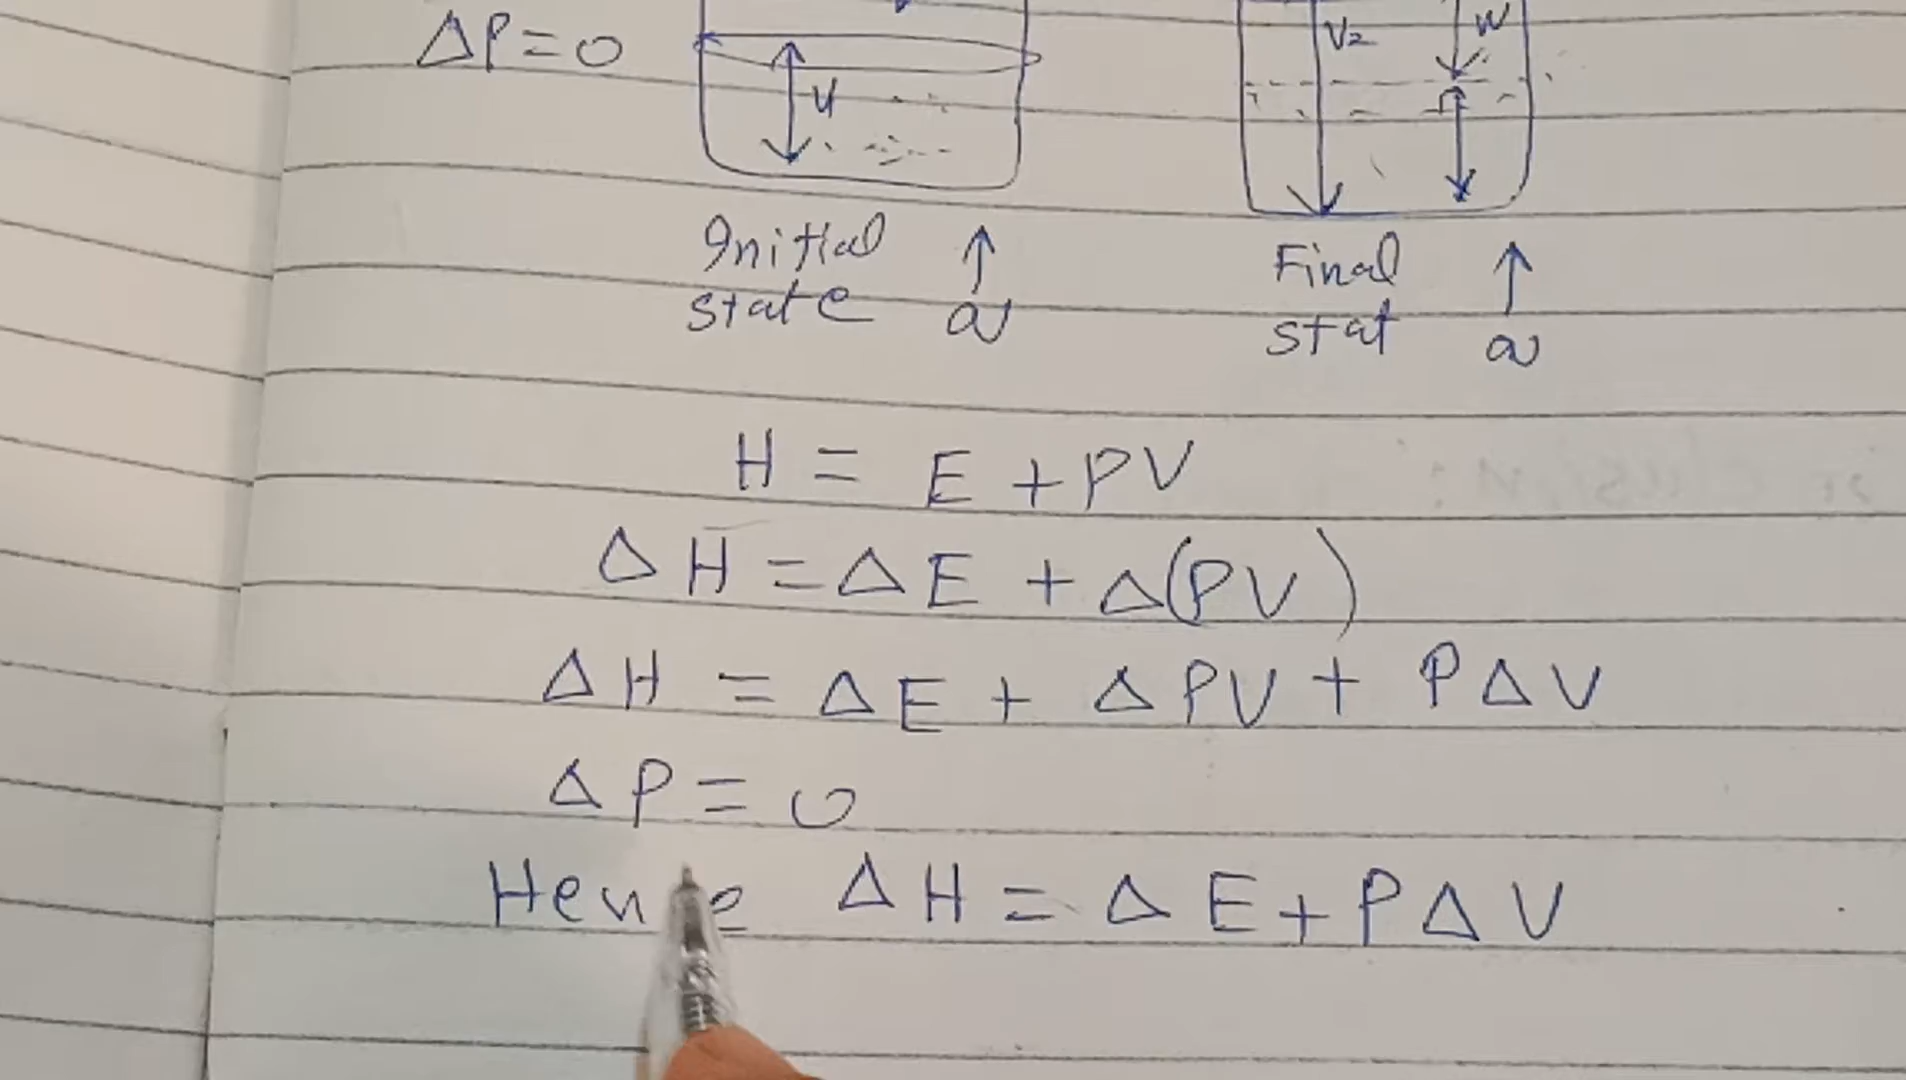 ΔP=0
V
V₂
W
Initial
state
Final
stat
H = E + PV
ΔH = ΔE + Δ(PV)
ΔH = ΔE + ΔPV + PΔV
ΔP = 0
Hence ΔH = ΔE + PΔV